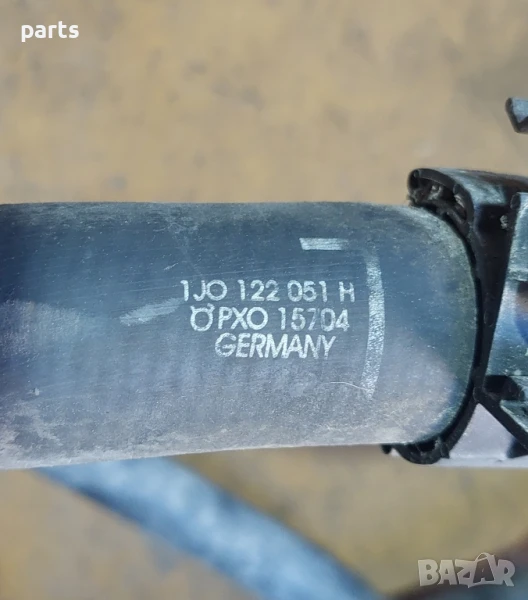 parts
1J0 122 051 H
PXO 15704
GERMANY
BAZAR